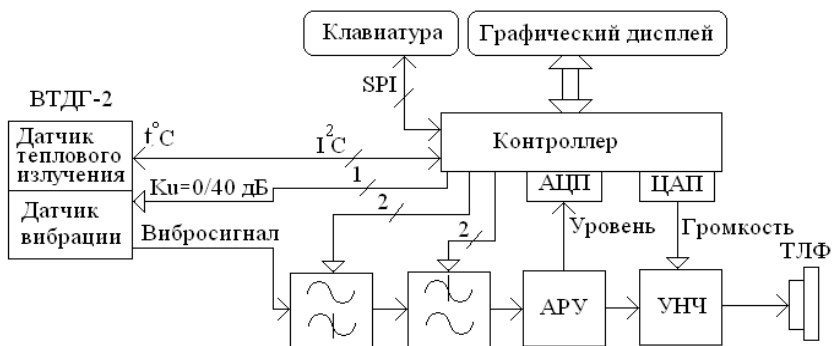 Клавиатура
Графический дисплей
SPI
ВТДГ-2
Датчик
теплового
излучения
t°C
I²C
Контроллер
Ku=0/40 дБ
1
АЦП
ЦАП
Датчик
вибрации
2
Вибросигнал
2
Уровень
Громкость
ТЛФ
АРУ
УНЧ